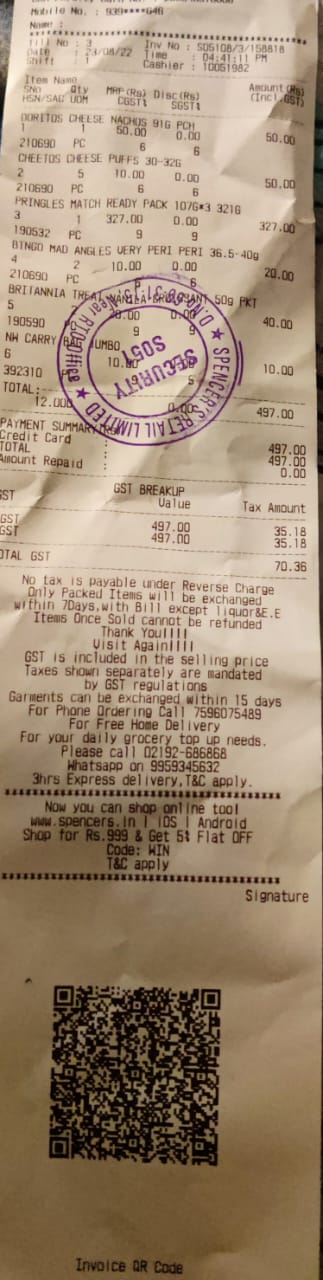 Mobile No. : 939****646
Name :
Till No : 3 Inv No : S05108/3/158818
Date : 23/08/22 Time : 04:41:11 PM
Shift : 1 Cashier : 10051982
Item Name
SNo Qty MRP(Rs) Disc(Rs) Amount(Rs)
HSN/SAC UOM CGST% SGST% (Incl.GST)
DORITOS CHEESE NACHOS 91G PCH
1 1 50.00 0.00 50.00
210690 PC 6 6
CHEETOS CHEESE PUFFS 30-32G
2 5 10.00 0.00 50.00
210690 PC 6 6
PRINGLES MATCH READY PACK 107G*3 321G
3 1 327.00 0.00 327.00
190532 PC 9 9
BINGO MAD ANGLES VERY PERI PERI 36.5-40g
4 2 10.00 0.00 20.00
210690 PC 6
BRITANNIA TREAT 50g PKT
5 0.00 40.00
190590 PC 9 9
NW CARRY JUMBO
6 10.00 10.00
392310 PC
TOTAL:
12.000 0.00 497.00
PAYMENT SUMMARY
Credit Card : 497.00
TOTAL : 497.00
Amount Repaid : 0.00
GST BREAKUP
GST Value Tax Amount
GST 497.00 35.18
GST 497.00 35.18
TOTAL GST 70.36
No tax is payable under Reverse Charge
Only Packed Items will be exchanged
within 7Days,with Bill except liquor&E.E
Items Once Sold cannot be refunded
Thank You!!!!
Visit Again!!!!
GST is included in the selling price
Taxes shown separately are mandated
by GST regulations
Garments can be exchanged within 15 days
For Phone Ordering Call 7596075489
For Free Home Delivery
For your daily grocery top up needs.
Please call 02192-686868
Whatsapp on 9959345632
3hrs Express delivery,T&C apply.
Now you can shop online too!
www.spencers.in | iOS | Android
Shop for Rs.999 & Get 5% Flat OFF
Code: WIN
T&C apply
Signature
Invoice QR Code
SPENCER'S RETAIL LIMITED
SECURITY
S051